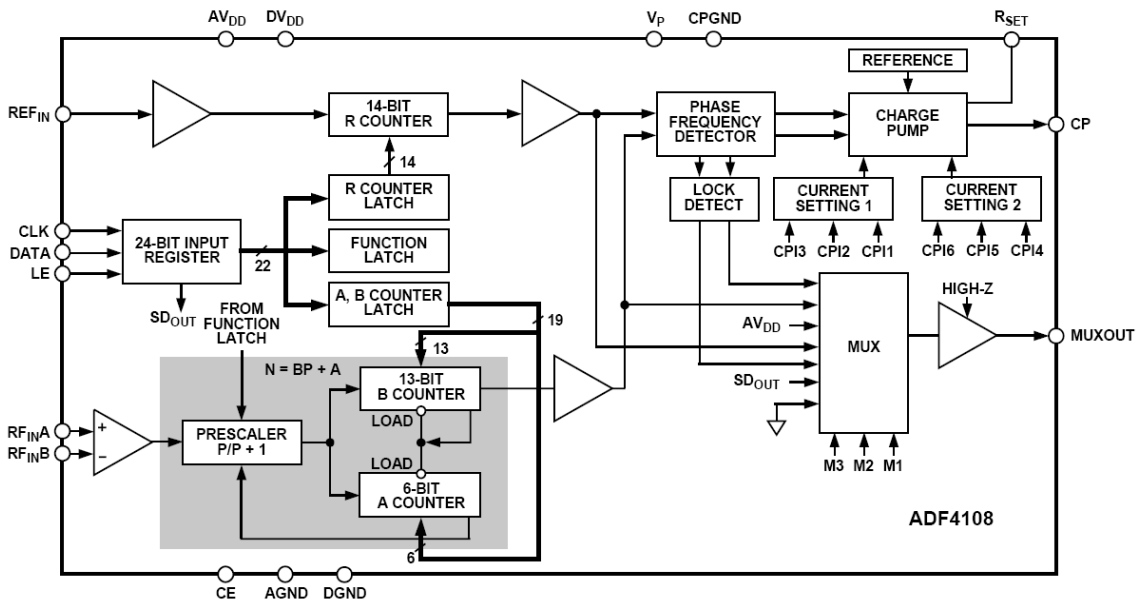 AVDD DVDD VP CPGND RSET
REFERENCE
REFIN
14-BIT
R COUNTER
PHASE
FREQUENCY
DETECTOR
CHARGE
PUMP
CP
14
R COUNTER
LATCH
LOCK
DETECT
CURRENT
SETTING 1
CURRENT
SETTING 2
CLK
DATA
LE
24-BIT INPUT
REGISTER
22
FUNCTION
LATCH
CPI3 CPI2 CPI1
CPI6 CPI5 CPI4
A, B COUNTER
LATCH
SDOUT
FROM
FUNCTION
LATCH
19
13
HIGH-Z
AVDD
MUX
MUXOUT
SDOUT
N = BP + A
13-BIT
B COUNTER
LOAD
RFINA
RFINB
+
−
PRESCALER
P/P + 1
LOAD
6-BIT
A COUNTER
M3 M2 M1
6
ADF4108
CE AGND DGND